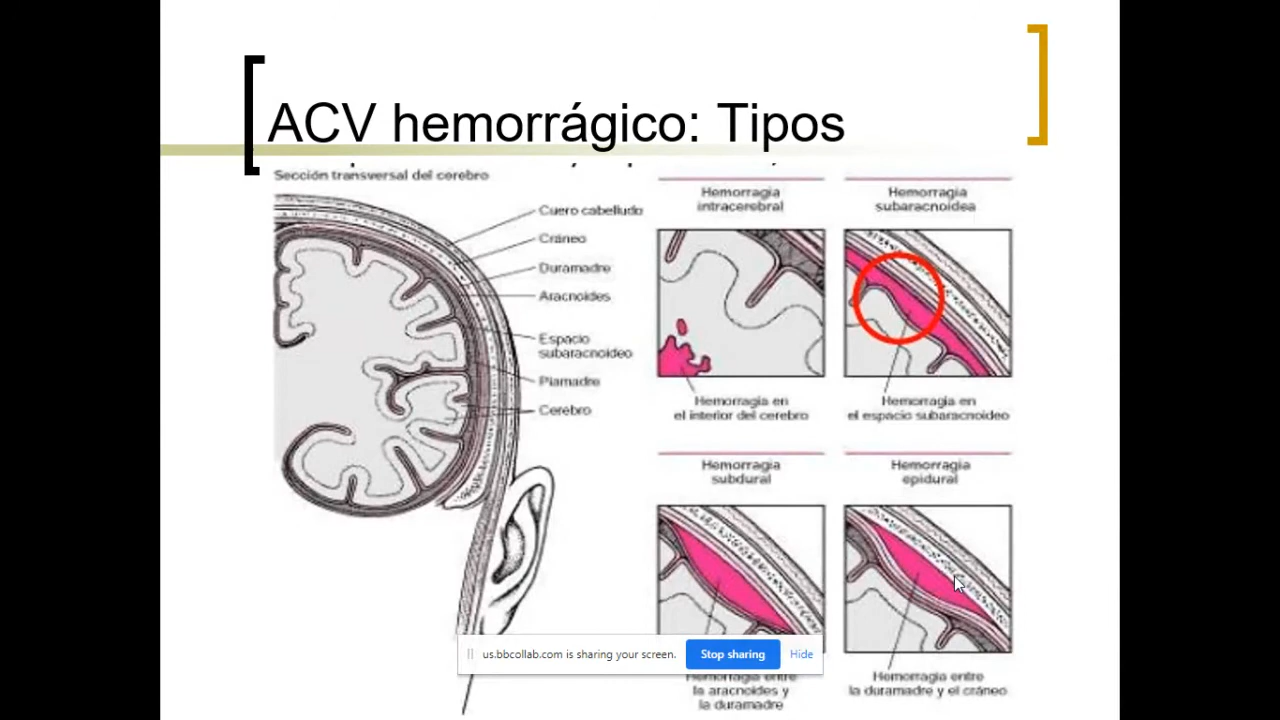 ACV hemorrágico: Tipos
Sección transversal del cerebro
Cuero cabelludo
Cráneo
Duramadre
Aracnoides
Espacio
subaracnoideo
Piamadre
Cerebro
Hemorragia
intracerebral
Hemorragia en
el interior del cerebro
Hemorragia
subaracnoidea
Hemorragia en
el espacio subaracnoideo
Hemorragia
subdural
Hemorragia entre
la aracnoides y
la duramadre
Hemorragia
epidural
Hemorragia entre
la duramadre y el cráneo
us.bbcollab.com is sharing your screen.
Stop sharing
Hide